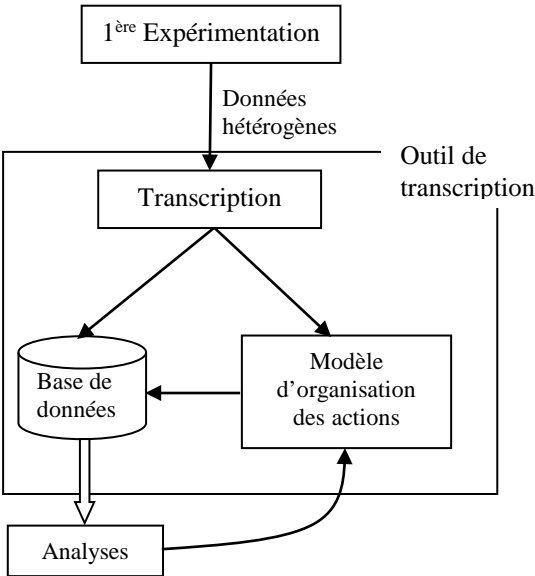 1ère Expérimentation
Données
hétérogènes
Outil de
transcription
Transcription
Base de
données
Modèle
d’organisation
des actions
Analyses